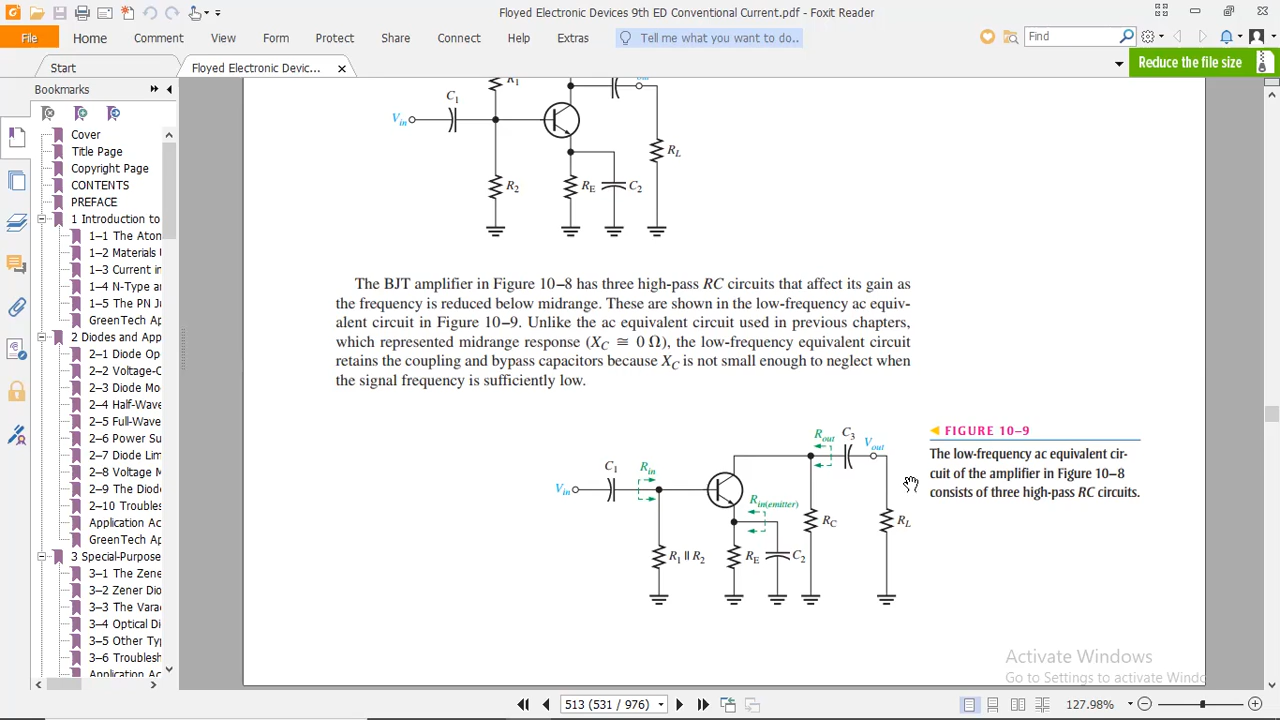 Floyed Electronic Devices 9th ED Conventional Current.pdf - Foxit Reader
File Home Comment View Form Protect Share Connect Help Extras Tell me what you want to do.. Find
Start Floyed Electronic Devic...
Reduce the file size
Bookmarks
Cover
Title Page
Copyright Page
CONTENTS
PREFACE
1 Introduction to
1–1 The Atom
1–2 Materials
1–3 Current i
1–4 N-Type ar
1–5 The PN J
GreenTech Ap
2 Diodes and App
2–1 Diode Op
2–2 Voltage-C
2–3 Diode Mo
2–4 Half-Wave
2–5 Full-Wave
2–6 Power Su
2–7 Diode Lim
2–8 Voltage M
2–9 The Diode
2–10 Troubles
Application Ac
GreenTech Ap
3 Special-Purpose
3–1 The Zene
3–2 Zener Dio
3–3 The Varac
3–4 Optical Di
3–5 Other Typ
3–6 Troublesh
Application Ac
R1
C1
Vin
RL
R2
RE
C2
The BJT amplifier in Figure 10–8 has three high-pass RC circuits that affect its gain as
the frequency is reduced below midrange. These are shown in the low-frequency ac equiv-
alent circuit in Figure 10–9. Unlike the ac equivalent circuit used in previous chapters,
which represented midrange response (XC ≅ 0 Ω), the low-frequency equivalent circuit
retains the coupling and bypass capacitors because XC is not small enough to neglect when
the signal frequency is sufficiently low.
Rout
C3
Vout
C1
Rin
Vin
Rin(emitter)
RC
RL
R1 || R2
RE
C2
FIGURE 10–9
The low-frequency ac equivalent cir-
cuit of the amplifier in Figure 10–8
consists of three high-pass RC circuits.
Activate Windows
Go to Settings to activate Windo
513 (531 / 976)
127.98%